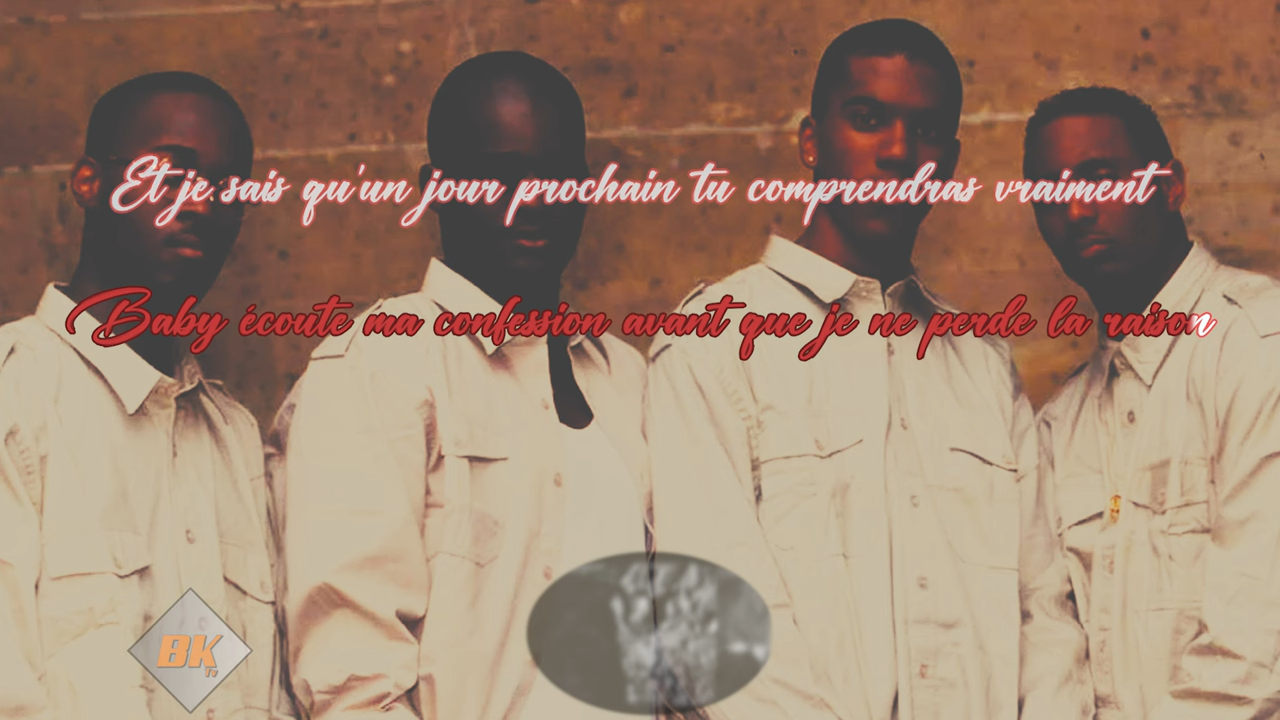 Et je sais qu'un jour prochain tu comprendras vraiment
Baby écoute ma confession avant que je ne perde la raison
BK
TV